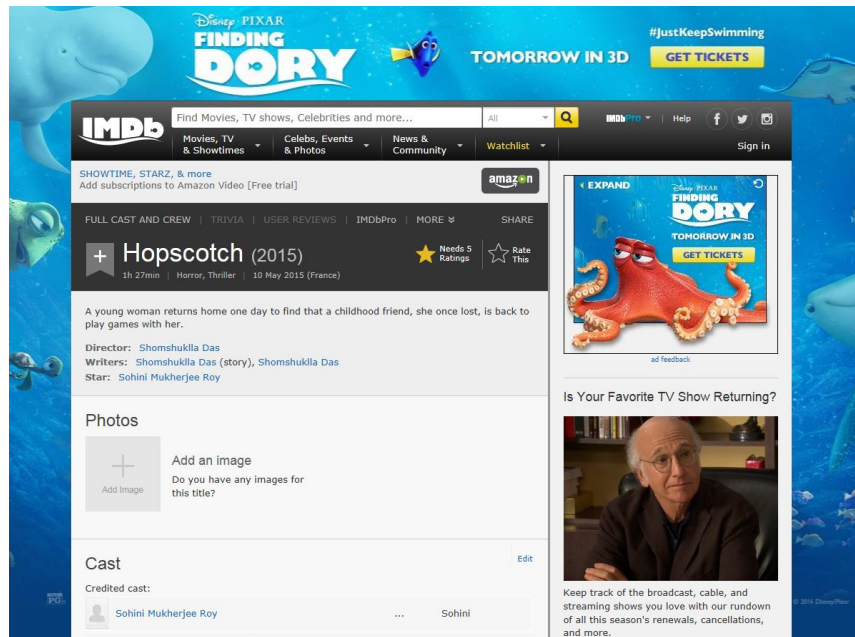 Disney PIXAR
FINDING
DORY
TOMORROW IN 3D
#JustKeepSwimming
GET TICKETS
IMDb
Find Movies, TV shows, Celebrities and more...
All
IMDbPro
Help
Movies, TV
& Showtimes
Celebs, Events
& Photos
News &
Community
Watchlist
Sign in
SHOWTIME, STARZ, & more
Add subscriptions to Amazon Video [Free trial]
amazon
FULL CAST AND CREW | TRIVIA | USER REVIEWS | IMDbPro | MORE
SHARE
Hopscotch (2015)
1h 27min | Horror, Thriller | 10 May 2015 (France)
Needs 5
Ratings
Rate
This
A young woman returns home one day to find that a childhood friend, she once lost, is back to
play games with her.
Director: Shomshuklla Das
Writers: Shomshuklla Das (story), Shomshuklla Das
Star: Sohini Mukherjee Roy
Photos
Add Image
Add an image
Do you have any images for
this title?
Cast
Edit
Credited cast:
Sohini Mukherjee Roy ... Sohini
EXPAND
Disney PIXAR
FINDING
DORY
TOMORROW IN 3D
GET TICKETS
ad feedback
Is Your Favorite TV Show Returning?
Keep track of the broadcast, cable, and
streaming shows you love with our rundown
of all this season's renewals, cancellations,
and more.
PG
© 2016 Disney/Pixar